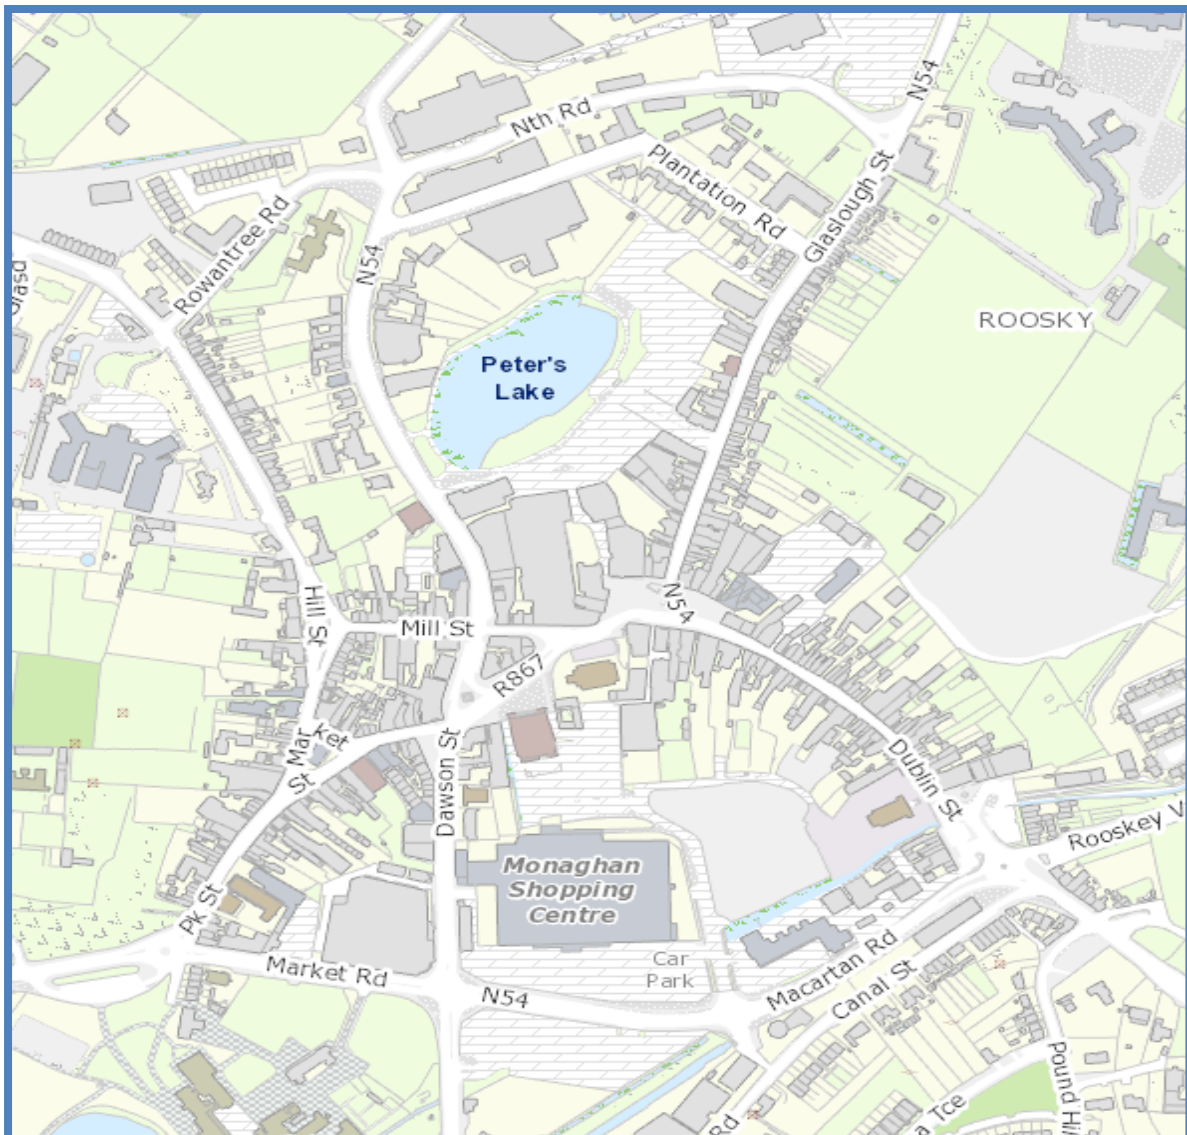 N54
Nth Rd
Plantation Rd
Glaslough St
Rowantree Rd
N54
ROOSKY
Peter's
Lake
Hill St
Mill St
N54
R867
Mar
ket
St
Dawson St
Dublin St
Rooskey V
Monaghan
Shopping
Centre
Pk St
Market Rd
Car
Park
N54
Macartan Rd
Canal St
Pound Hi
Rd
a Tce